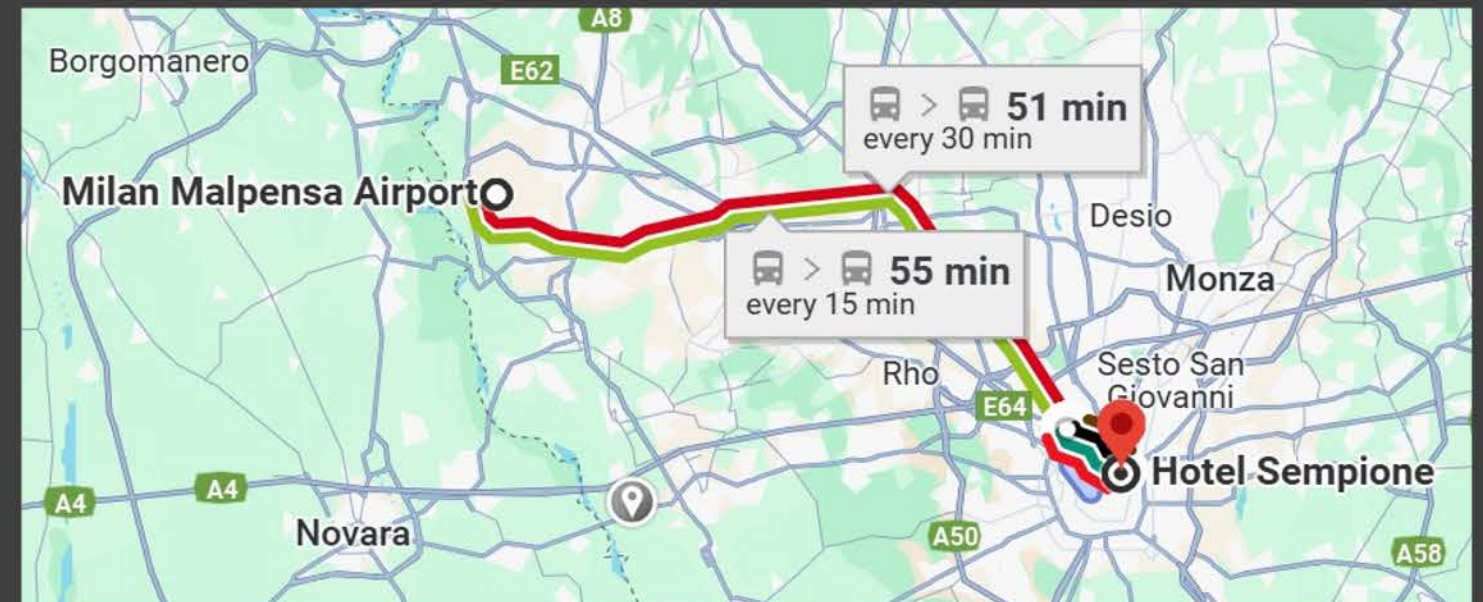 A8
Borgomanero
E62
> 51 min
every 30 min
Milan Malpensa Airport
Desio
> 55 min
every 15 min
Monza
Sesto San
Giovanni
Rho
E64
Hotel Sempione
A4
A4
Novara
A50
A58